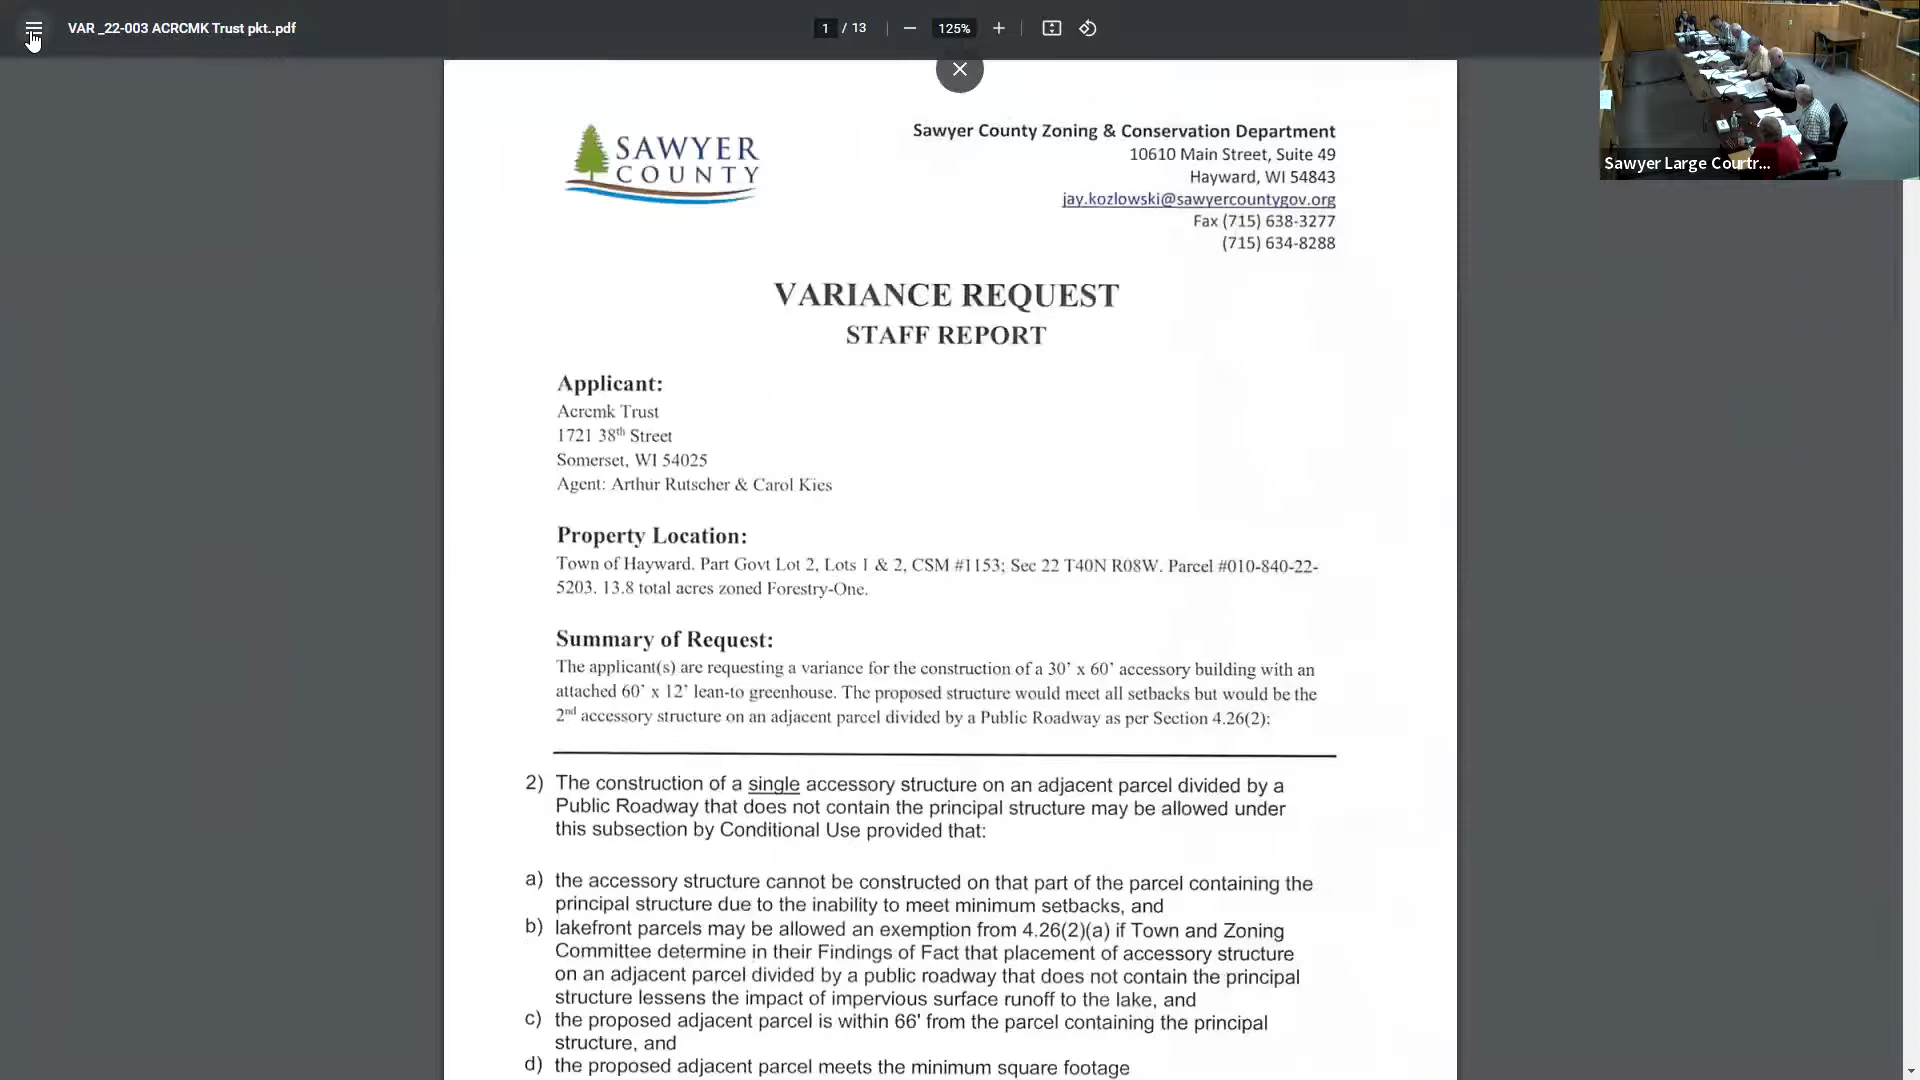 VAR _22-003 ACRCMK Trust pkt..pdf
1 / 13
125%
Sawyer Large Courtr...
SAWYER
COUNTY
Sawyer County Zoning & Conservation Department
10610 Main Street, Suite 49
Hayward, WI 54843
jay.kozlowski@sawyercountygov.org
Fax (715) 638-3277
(715) 634-8288
VARIANCE REQUEST
STAFF REPORT
Applicant:
Acrcmk Trust
1721 38th Street
Somerset, WI 54025
Agent: Arthur Rutscher & Carol Kies
Property Location:
Town of Hayward. Part Govt Lot 2, Lots 1 & 2, CSM #1153; Sec 22 T40N R08W. Parcel #010-840-22-
5203. 13.8 total acres zoned Forestry-One.
Summary of Request:
The applicant(s) are requesting a variance for the construction of a 30' x 60' accessory building with an
attached 60' x 12' lean-to greenhouse. The proposed structure would meet all setbacks but would be the
2nd accessory structure on an adjacent parcel divided by a Public Roadway as per Section 4.26(2):
2) The construction of a single accessory structure on an adjacent parcel divided by a
Public Roadway that does not contain the principal structure may be allowed under
this subsection by Conditional Use provided that:
a) the accessory structure cannot be constructed on that part of the parcel containing the
principal structure due to the inability to meet minimum setbacks, and
b) lakefront parcels may be allowed an exemption from 4.26(2)(a) if Town and Zoning
Committee determine in their Findings of Fact that placement of accessory structure
on an adjacent parcel divided by a public roadway that does not contain the principal
structure lessens the impact of impervious surface runoff to the lake, and
c) the proposed adjacent parcel is within 66' from the parcel containing the principal
structure, and
d) the proposed adjacent parcel meets the minimum square footage